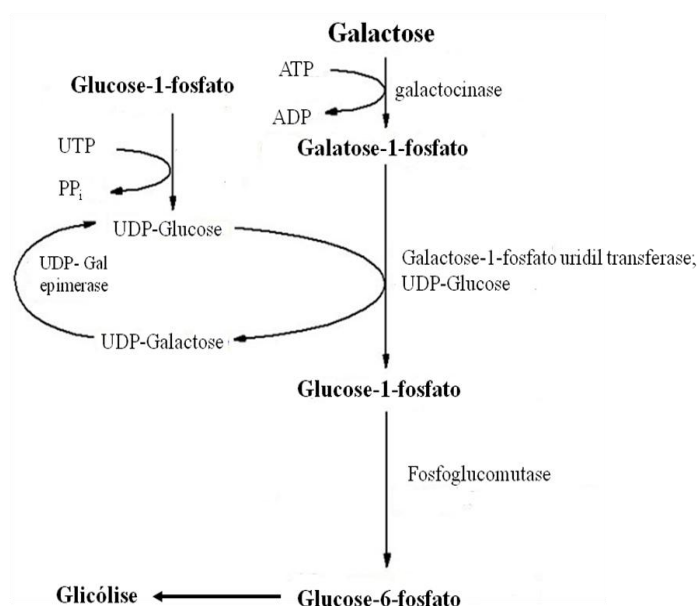 Galactose
ATP
galactocinase
ADP
Glucose-1-fosfato
Galatose-1-fosfato
UTP
PPi
UDP-Glucose
UDP- Gal
epimerase
Galactose-1-fosfato uridil transferase;
UDP-Glucose
UDP-Galactose
Glucose-1-fosfato
Fosfoglucomutase
Glicólise
Glucose-6-fosfato